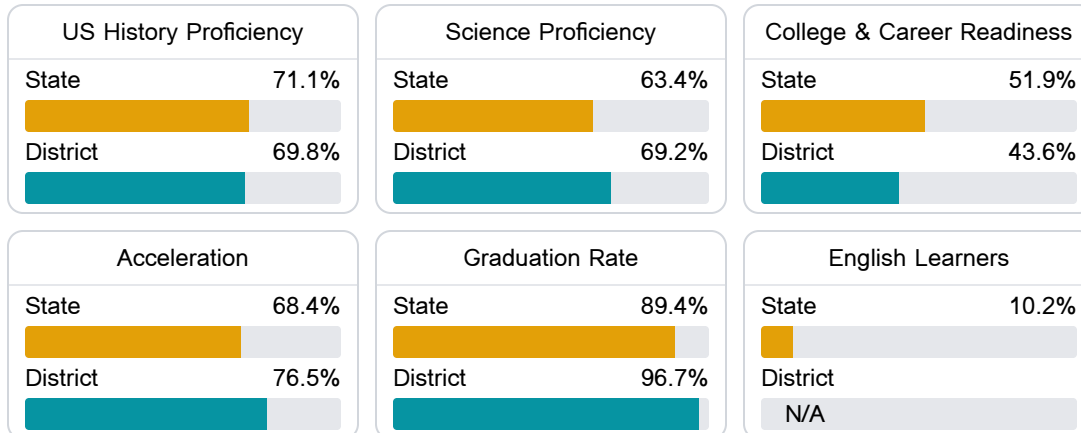 US History Proficiency
State 71.1%
District 69.8%
Science Proficiency
State 63.4%
District 69.2%
College & Career Readiness
State 51.9%
District 43.6%
Acceleration
State 68.4%
District 76.5%
Graduation Rate
State 89.4%
District 96.7%
English Learners
State 10.2%
District
N/A